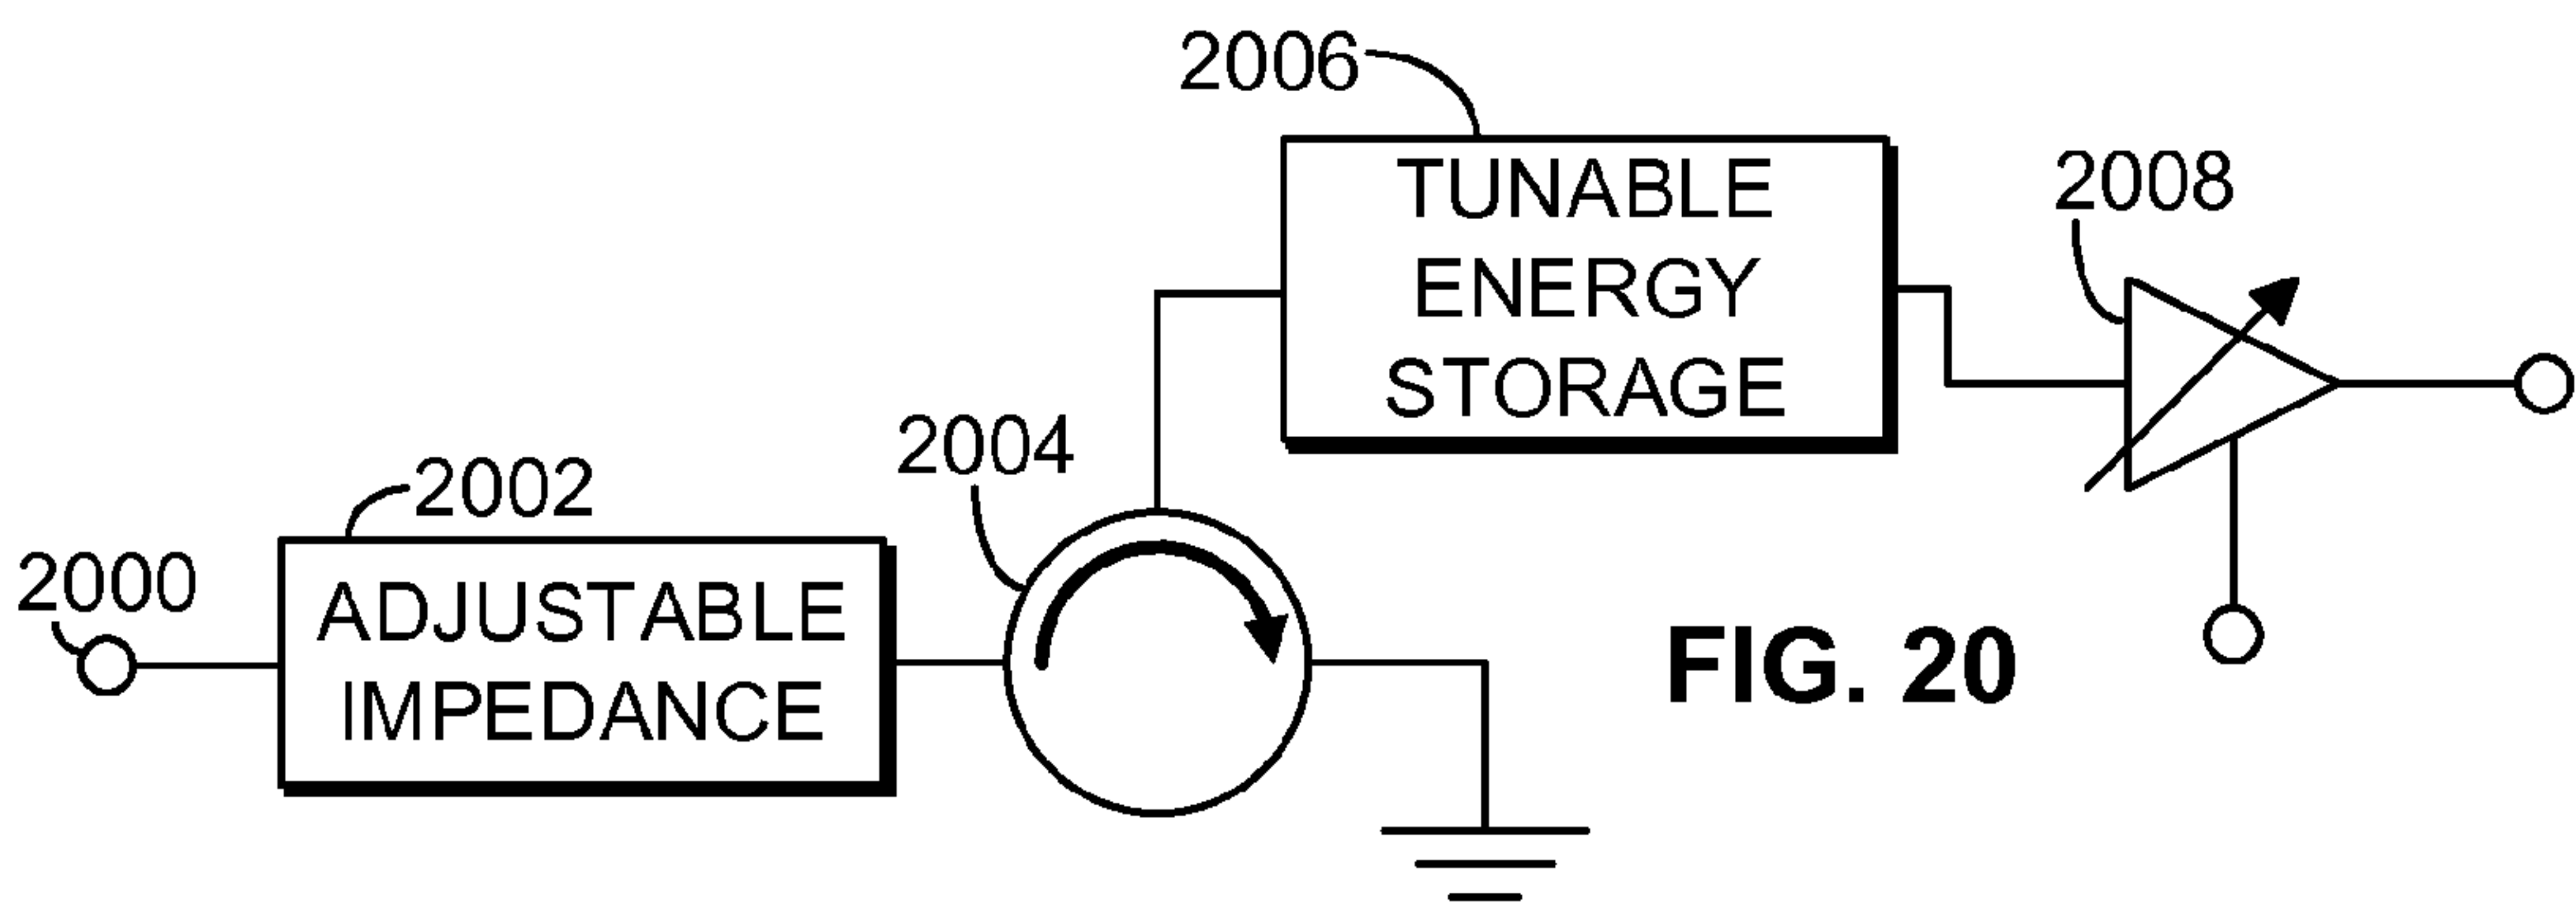 2006
TUNABLE
ENERGY
STORAGE
2008
2004
2002
ADJUSTABLE
IMPEDANCE
2000
FIG. 20